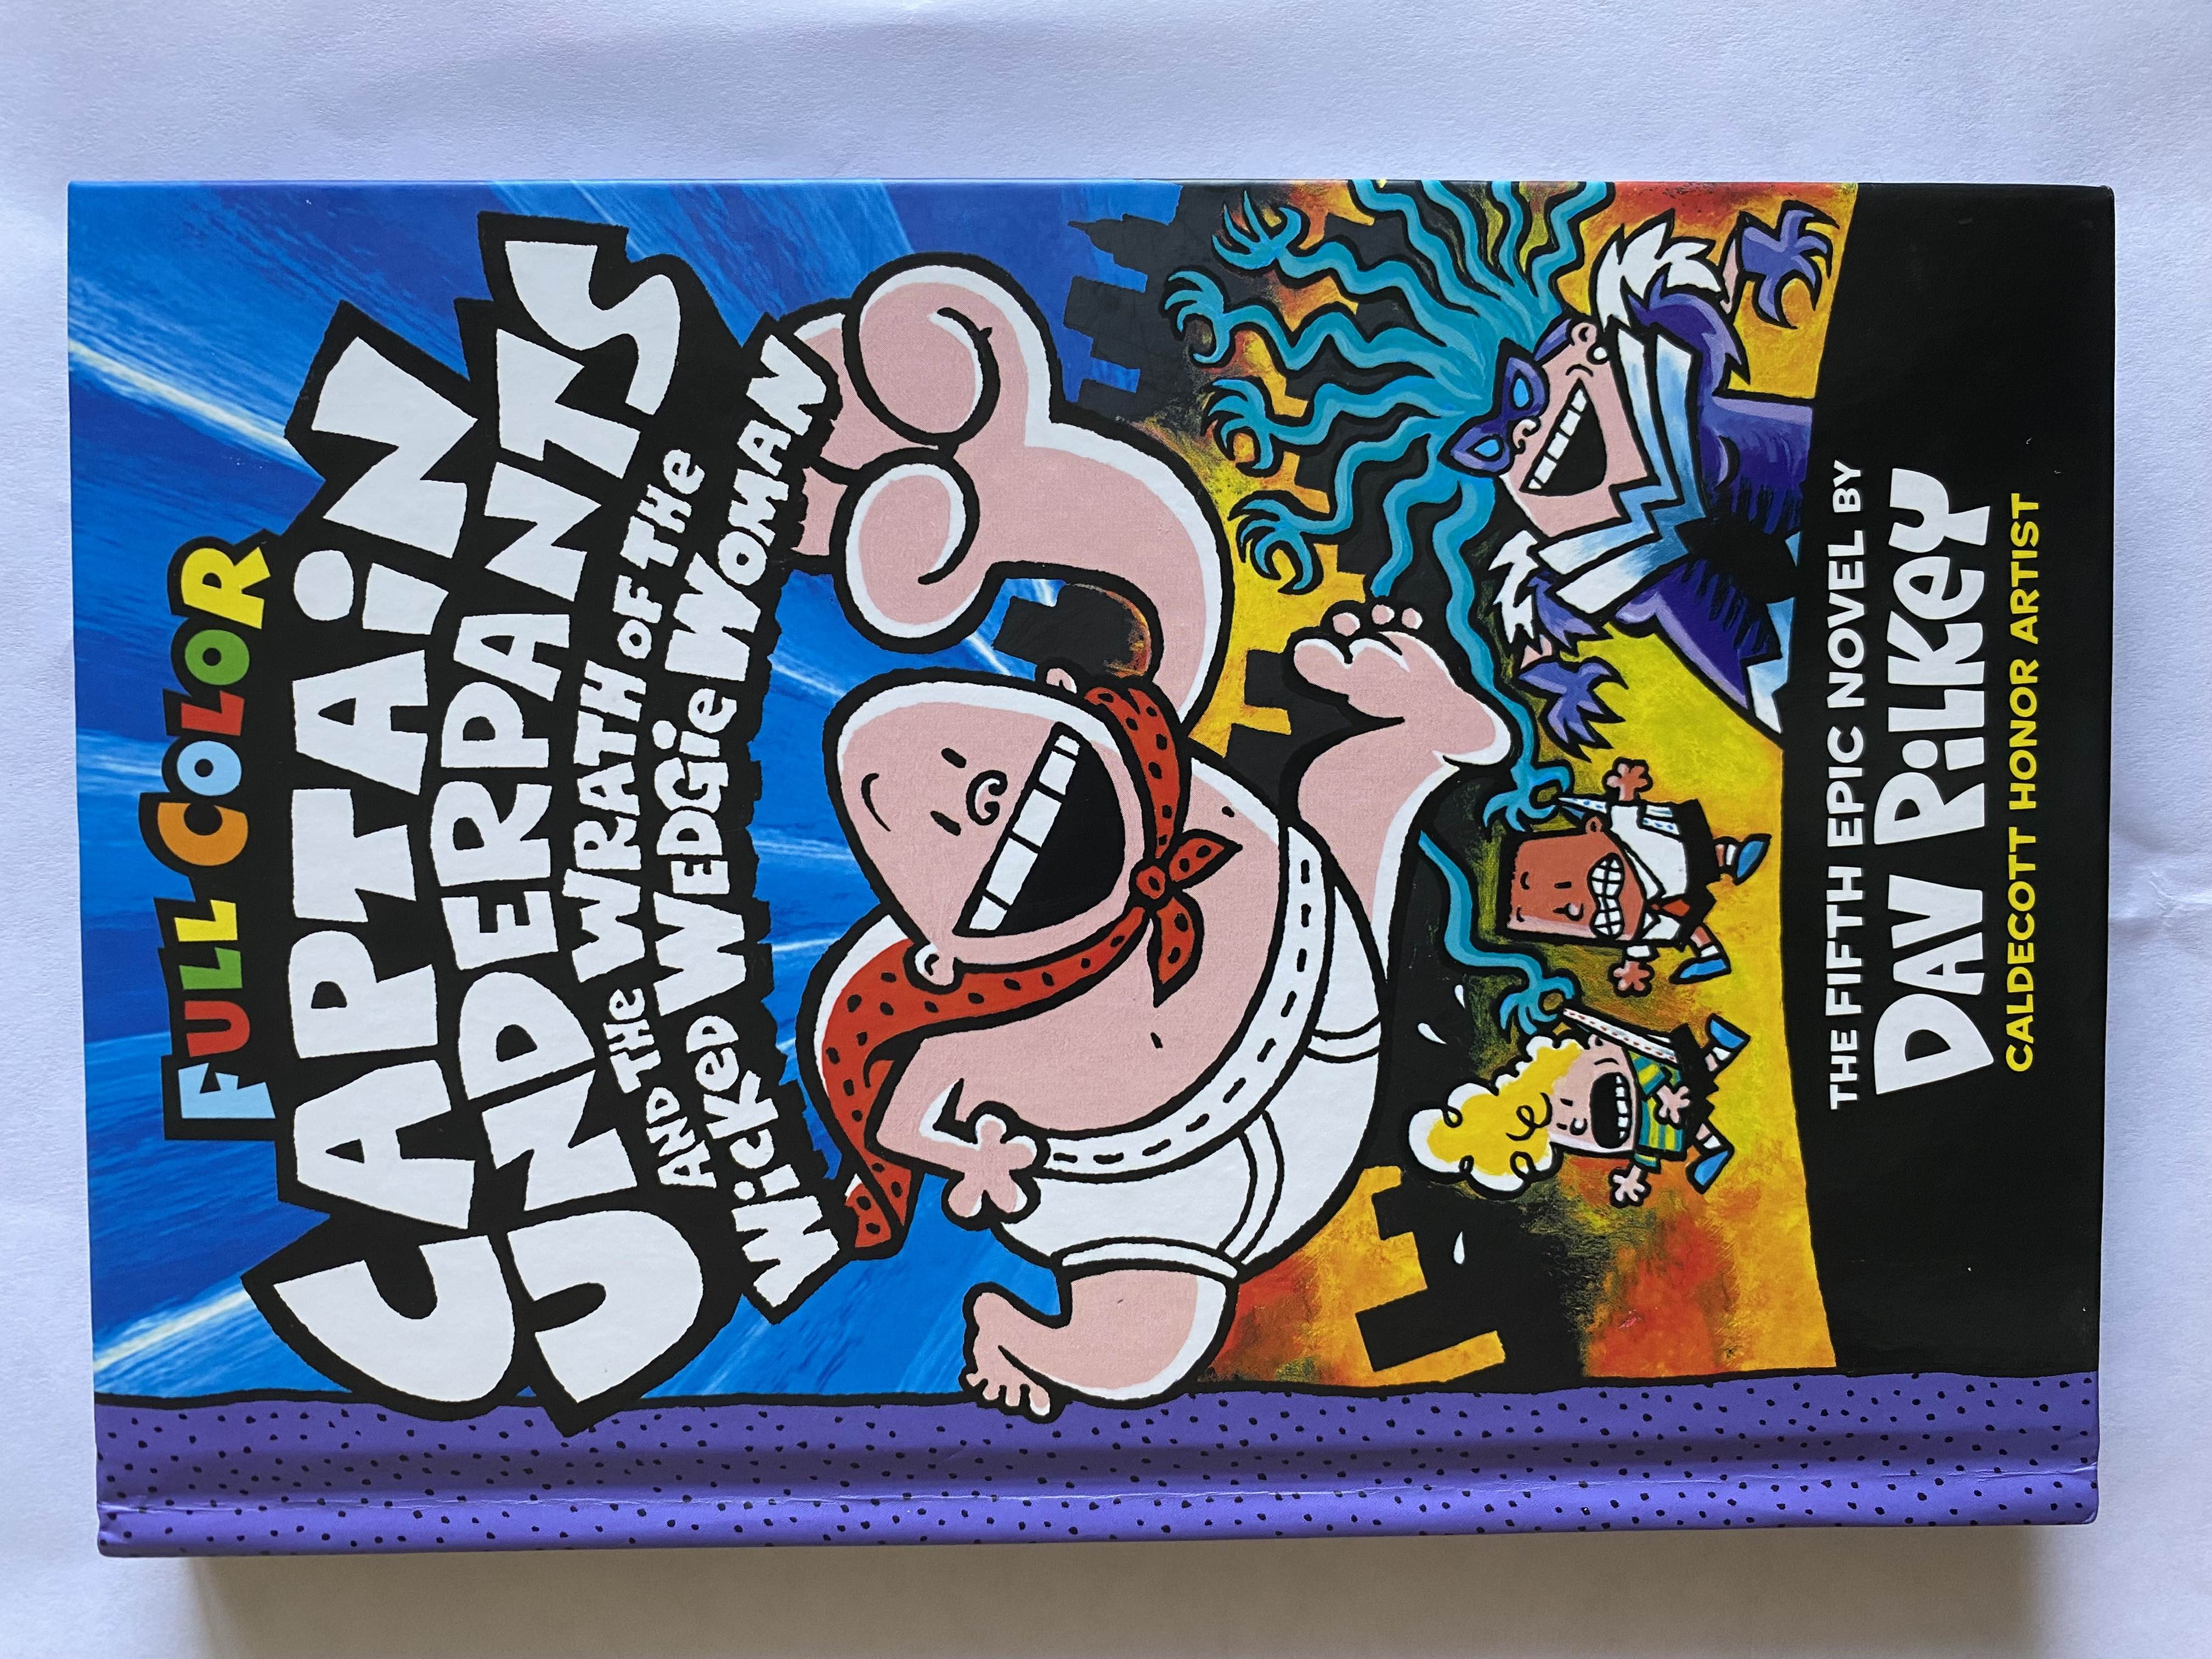 FULL COLOR
CAPTAiN
UNDERPANTS
AND THE WRATH OF THE
WicKeD WEDGie WOMAN
THE FIFTH EPIC NOVEL BY
DAV PiLKeY
CALDECOTT HONOR ARTIST